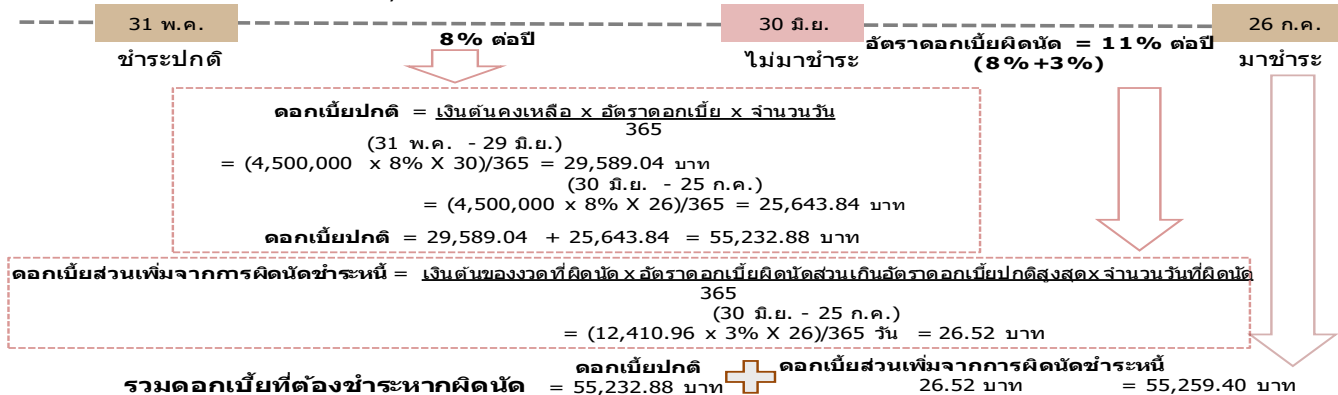 31 พ.ค. 30 มิ.ย. 26 ก.ค.
8% ต่อปี
ชำระปกติ ไม่มาชำระ มาชำระ
อัตราดอกเบี้ยผิดนัด = 11% ต่อปี
(8%+3%)
ดอกเบี้ยปกติ = เงินต้นคงเหลือ x อัตราดอกเบี้ย x จำนวนวัน
365
(31 พ.ค. - 29 มิ.ย.)
= (4,500,000 x 8% X 30)/365 = 29,589.04 บาท
(30 มิ.ย. - 25 ก.ค.)
= (4,500,000 x 8% X 26)/365 = 25,643.84 บาท
ดอกเบี้ยปกติ = 29,589.04 + 25,643.84 = 55,232.88 บาท
ดอกเบี้ยส่วนเพิ่มจากการผิดนัดชำระหนี้ = เงินต้นของงวดที่ผิดนัด x อัตราดอกเบี้ยผิดนัดส่วนเกินอัตราดอกเบี้ยปกติสูงสุดx จำนวนวันที่ผิดนัด
365
(30 มิ.ย. - 25 ก.ค.)
= (12,410.96 x 3% X 26)/365 วัน = 26.52 บาท
ดอกเบี้ยปกติ ดอกเบี้ยส่วนเพิ่มจากการผิดนัดชำระหนี้
รวมดอกเบี้ยที่ต้องชำระหากผิดนัด = 55,232.88 บาท 26.52 บาท = 55,259.40 บาท